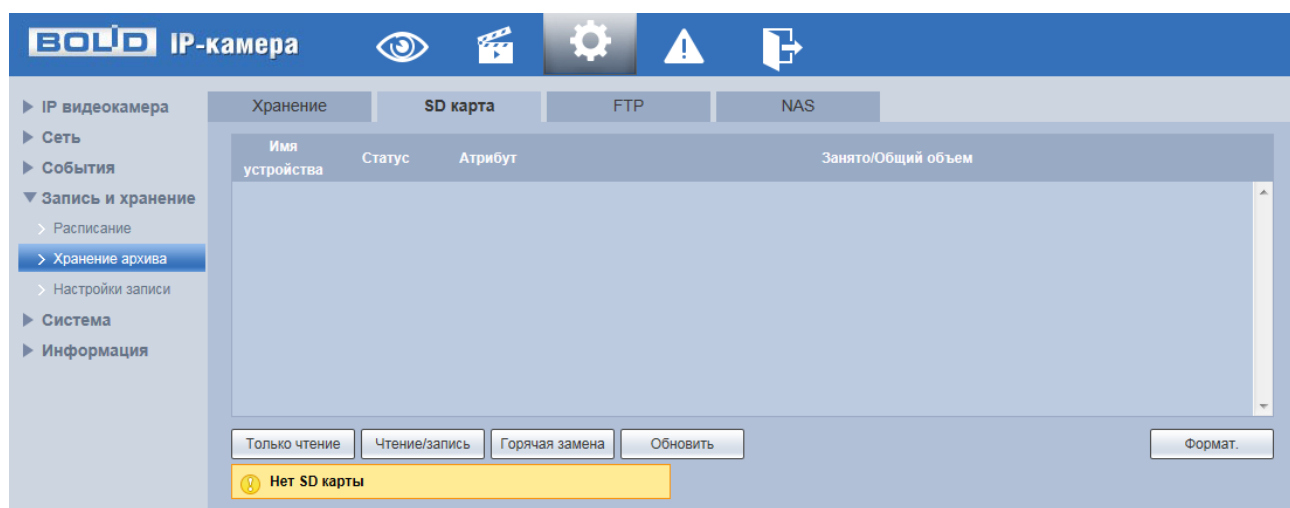 BOLID IP-камера
IP видеокамера
Сеть
События
Запись и хранение
Расписание
Хранение архива
Настройки записи
Система
Информация
Хранение SD карта FTP NAS
Имя устройства Статус Атрибут Занято/Общий объем
Только чтение Чтение/запись Горячая замена Обновить Формат.
Нет SD карты